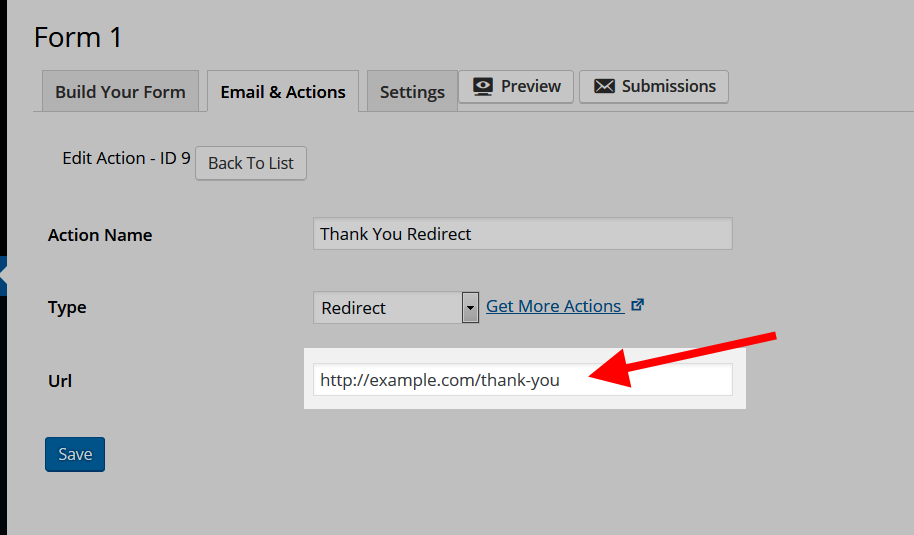 Form 1
Build Your Form Email & Actions Settings Preview Submissions
Edit Action - ID 9 Back To List
Action Name Thank You Redirect
Type Redirect Get More Actions
Url http://example.com/thank-you
Save